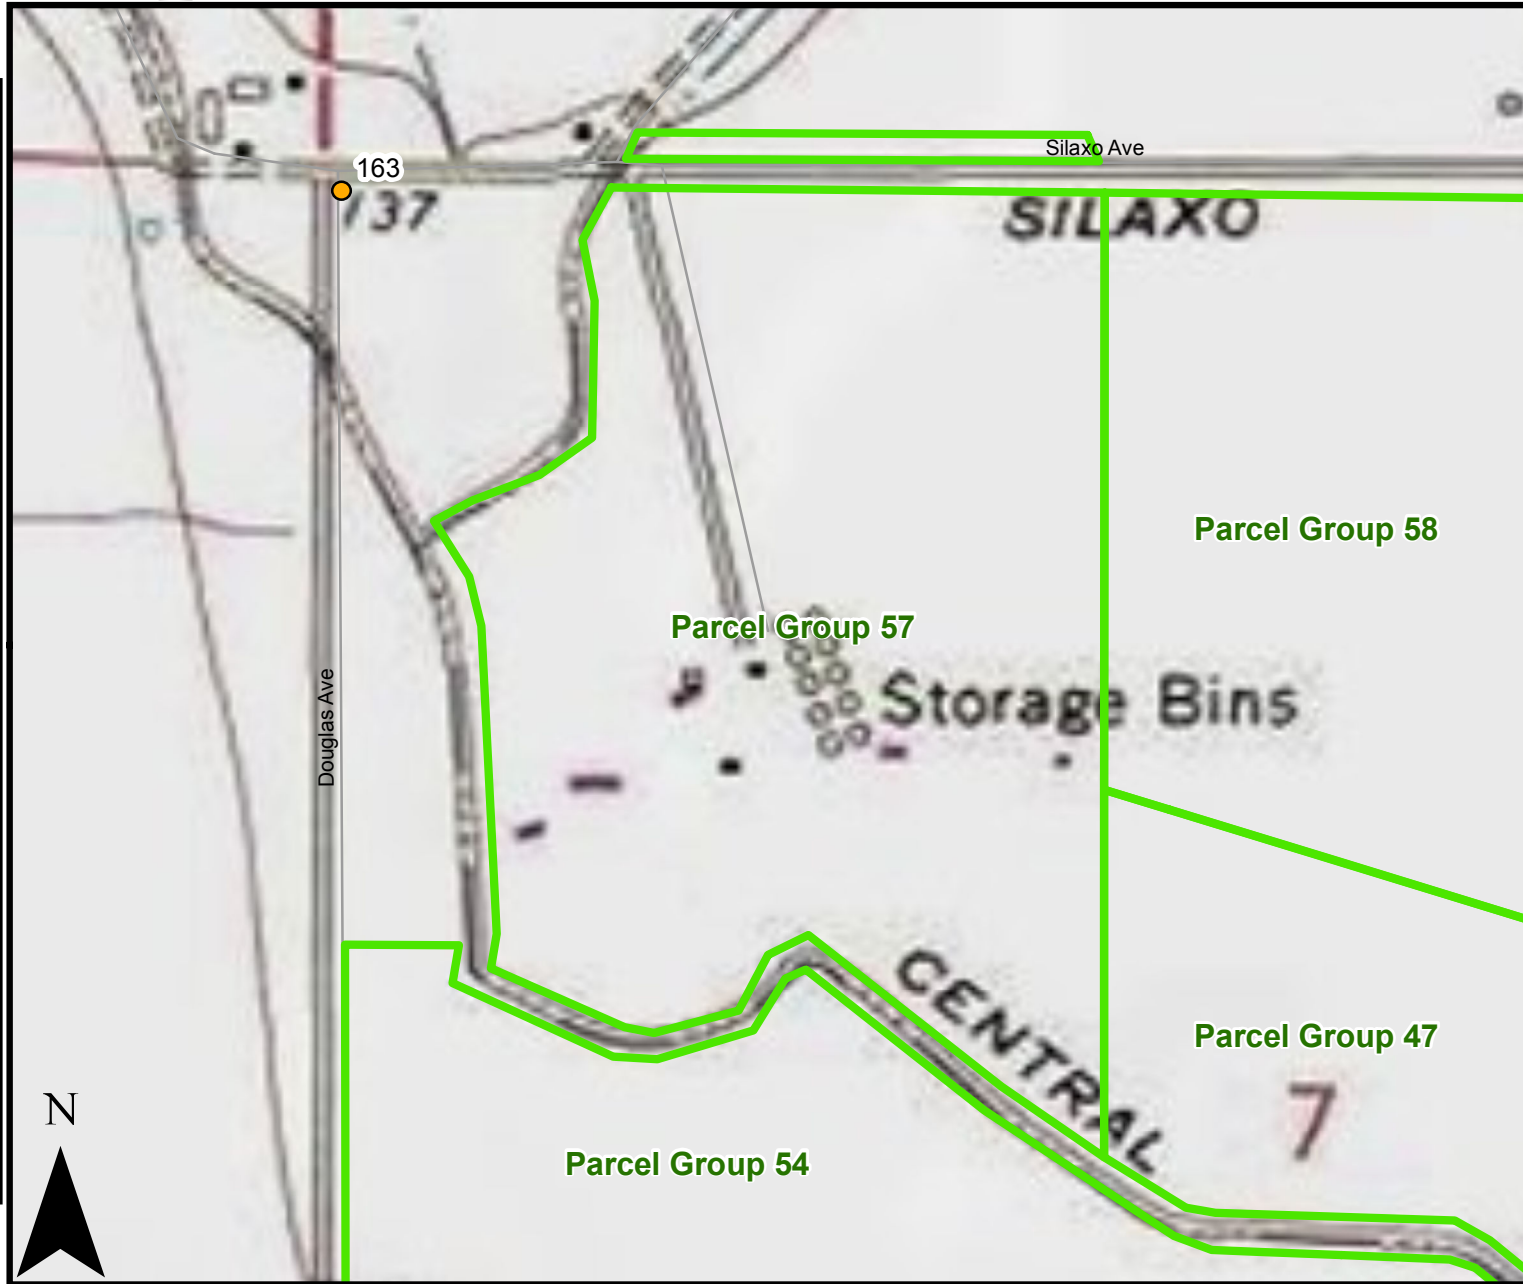 163
Silaxo Ave
137
SILAXO
Parcel Group 58
Parcel Group 57
Storage Bins
Douglas Ave
CENTRAL
Parcel Group 47
7
N
Parcel Group 54